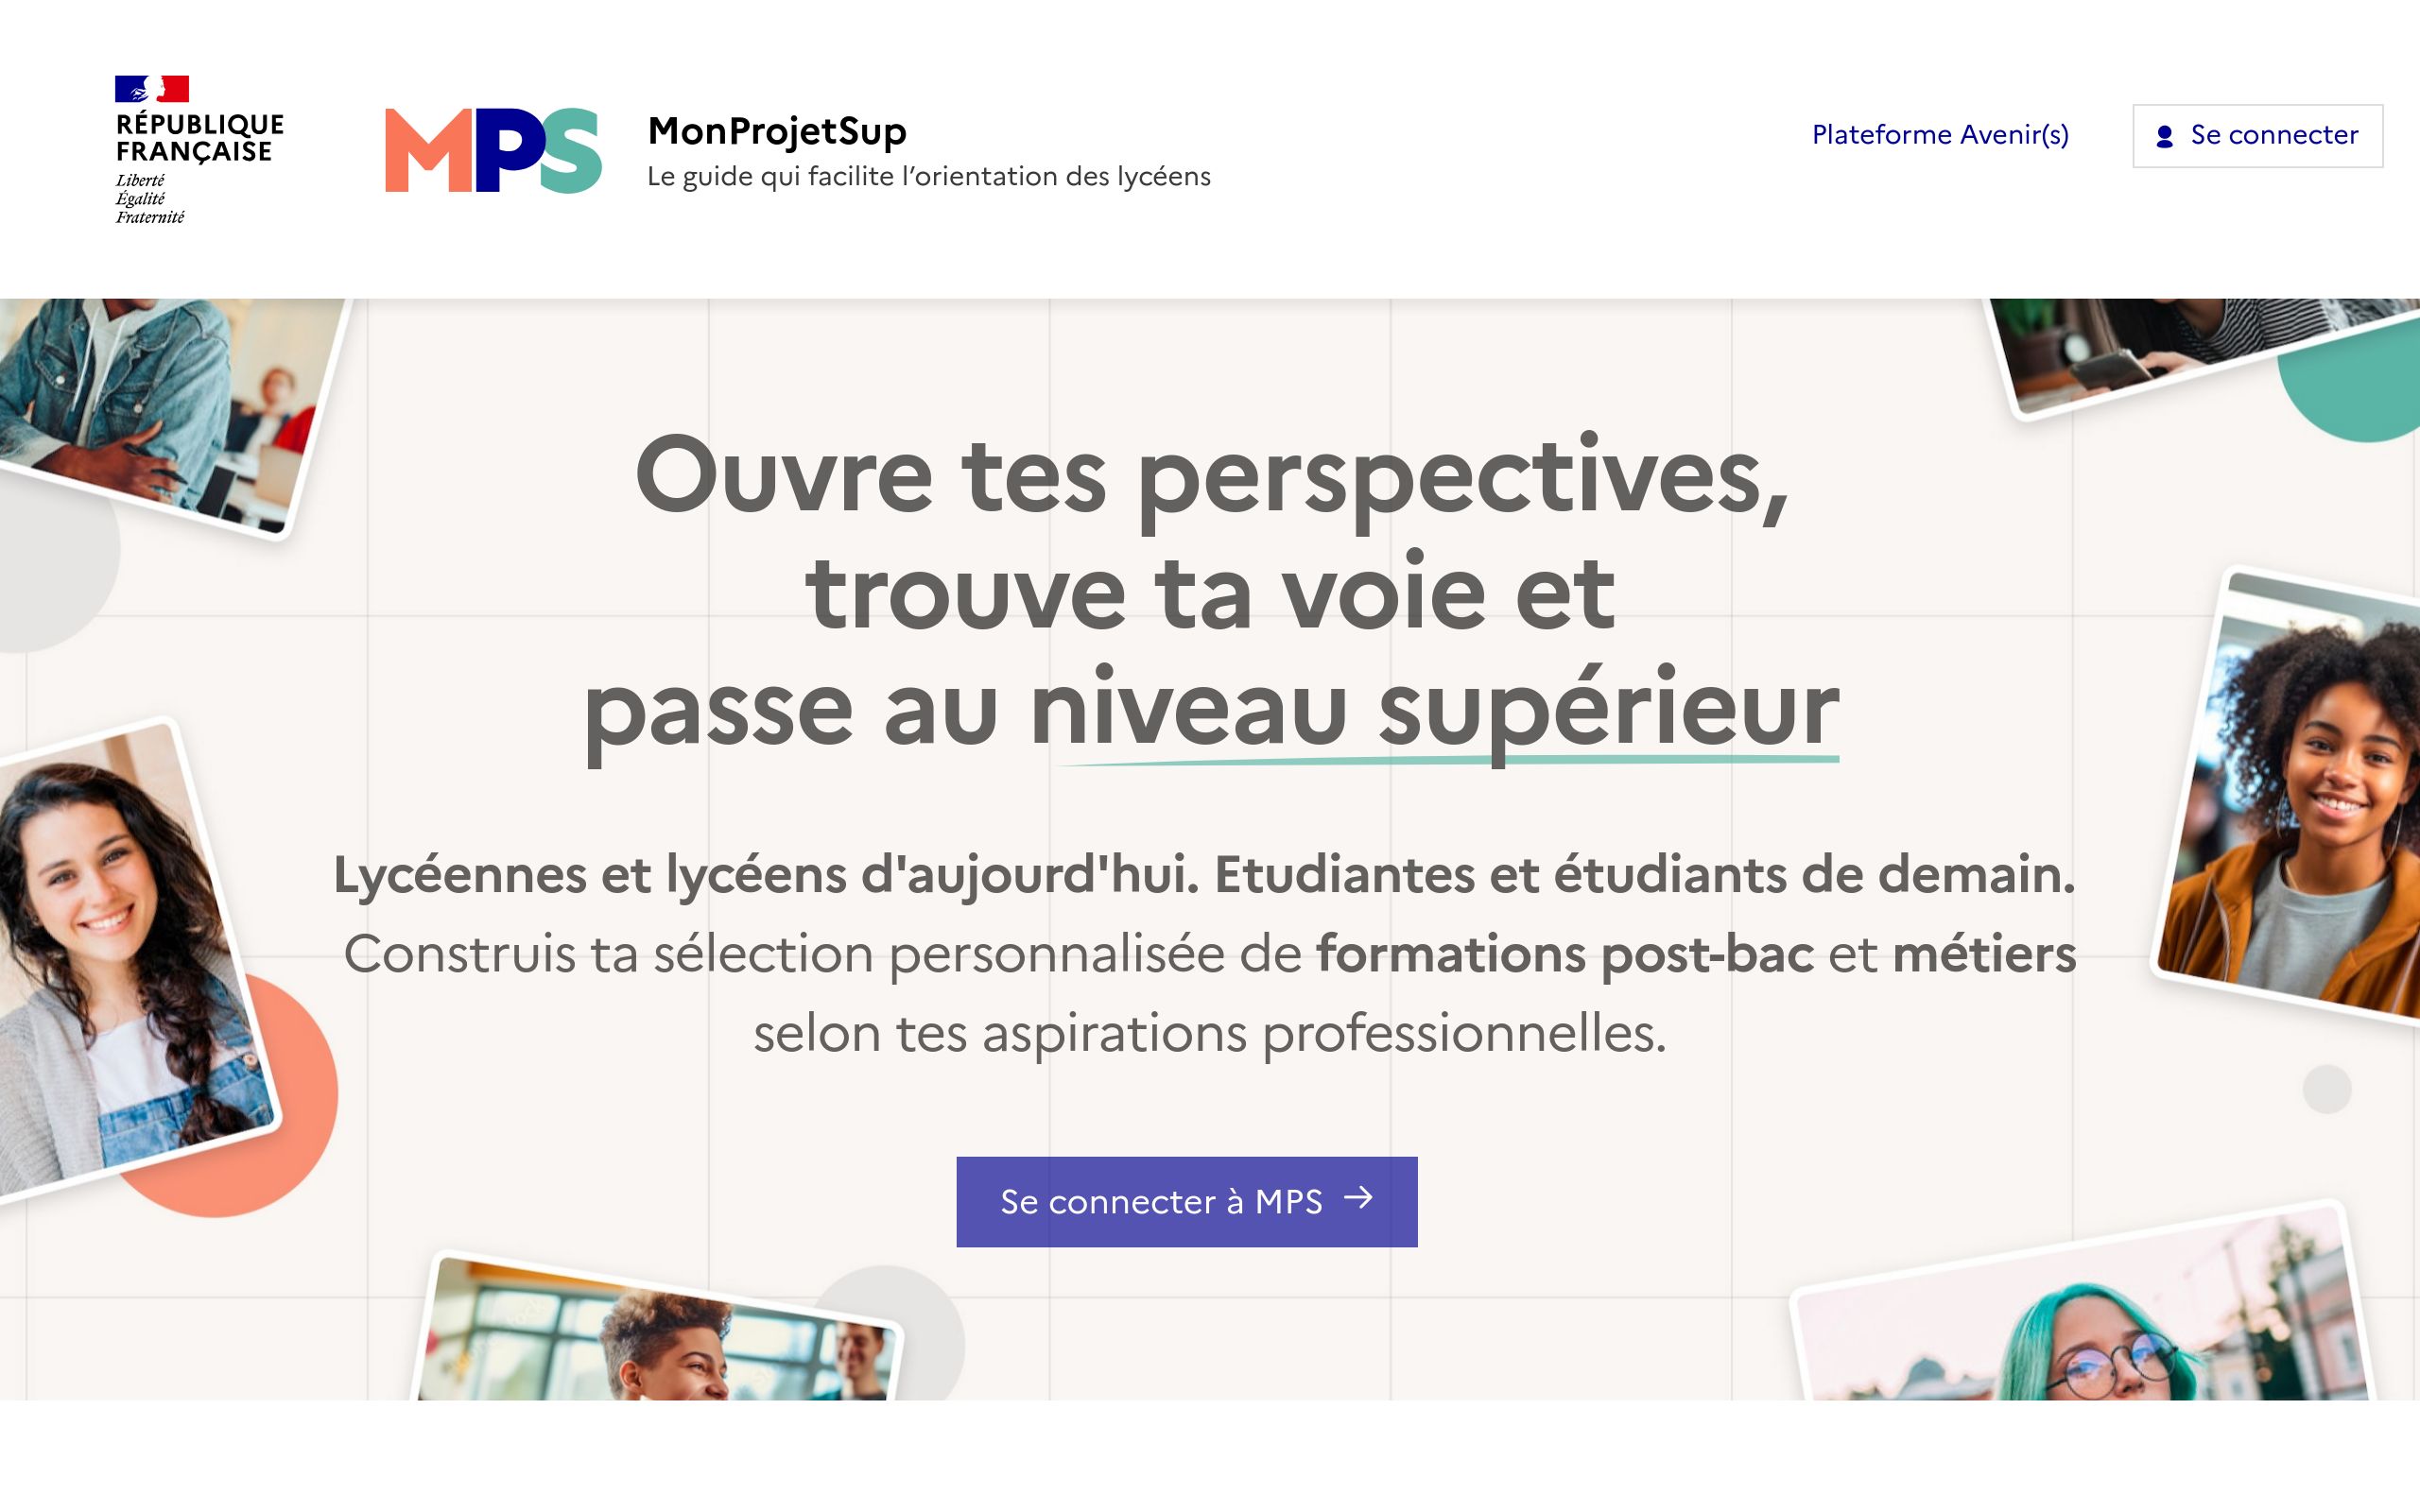 RÉPUBLIQUE
FRANÇAISE
Liberté
Égalité
Fraternité
MPS
MonProjetSup
Le guide qui facilite l’orientation des lycéens
Plateforme Avenir(s)
Se connecter
Ouvre tes perspectives,
trouve ta voie et
passe au niveau supérieur
Lycéennes et lycéens d'aujourd'hui. Etudiantes et étudiants de demain.
Construis ta sélection personnalisée de formations post-bac et métiers
selon tes aspirations professionnelles.
Se connecter à MPS →